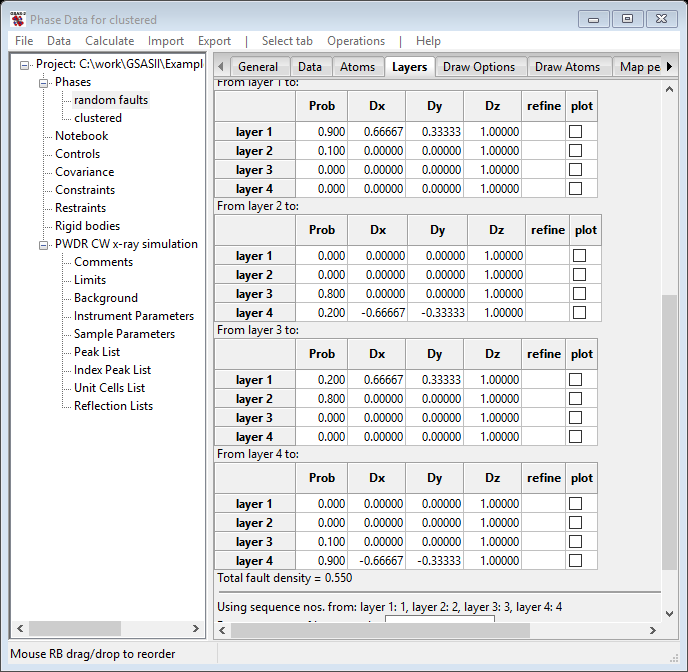 Phase Data for clustered
File Data Calculate Import Export | Select tab Operations | Help
Project: C:\work\GSASII\Exampl
Phases
random faults
clustered
Notebook
Controls
Covariance
Constraints
Restraints
Rigid bodies
PWDR CW x-ray simulation
Comments
Limits
Background
Instrument Parameters
Sample Parameters
Peak List
Index Peak List
Unit Cells List
Reflection Lists
General Data Atoms Layers Draw Options Draw Atoms Map pe
From layer 1 to:
Prob Dx Dy Dz refine plot
layer 1 0.900 0.66667 0.33333 1.00000
layer 2 0.100 0.00000 0.00000 1.00000
layer 3 0.000 0.00000 0.00000 1.00000
layer 4 0.000 0.00000 0.00000 1.00000
From layer 2 to:
Prob Dx Dy Dz refine plot
layer 1 0.000 0.00000 0.00000 1.00000
layer 2 0.000 0.00000 0.00000 1.00000
layer 3 0.800 0.00000 0.00000 1.00000
layer 4 0.200 -0.66667 -0.33333 1.00000
From layer 3 to:
Prob Dx Dy Dz refine plot
layer 1 0.200 0.66667 0.33333 1.00000
layer 2 0.800 0.00000 0.00000 1.00000
layer 3 0.000 0.00000 0.00000 1.00000
layer 4 0.000 0.00000 0.00000 1.00000
From layer 4 to:
Prob Dx Dy Dz refine plot
layer 1 0.000 0.00000 0.00000 1.00000
layer 2 0.000 0.00000 0.00000 1.00000
layer 3 0.100 0.00000 0.00000 1.00000
layer 4 0.900 -0.66667 -0.33333 1.00000
Total fault density = 0.550
Using sequence nos. from: layer 1: 1, layer 2: 2, layer 3: 3, layer 4: 4
Mouse RB drag/drop to reorder